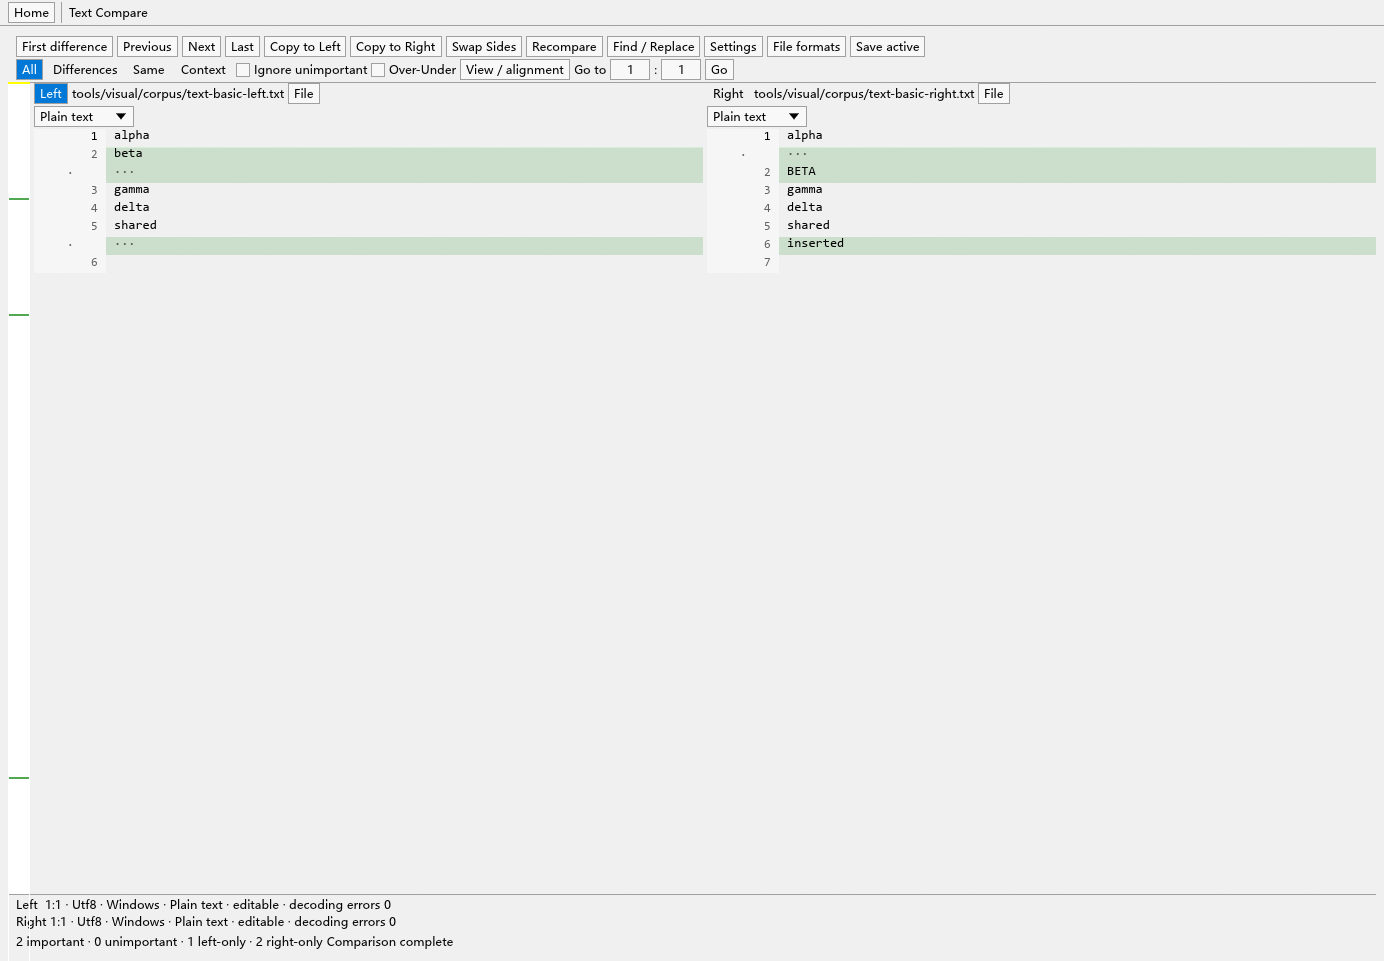 Home Text Compare
First difference Previous Next Last Copy to Left Copy to Right Swap Sides Recompare Find / Replace Settings File formats Save active
All Differences Same Context Ignore unimportant Over-Under View / alignment Go to 1 : 1 Go
Left tools/visual/corpus/text-basic-left.txt File
Plain text
1 alpha
2 beta
· ···
3 gamma
4 delta
5 shared
· ···
6
Right tools/visual/corpus/text-basic-right.txt File
Plain text
1 alpha
· ···
2 BETA
3 gamma
4 delta
5 shared
6 inserted
7
Left 1:1 · Utf8 · Windows · Plain text · editable · decoding errors 0
Right 1:1 · Utf8 · Windows · Plain text · editable · decoding errors 0
2 important · 0 unimportant · 1 left-only · 2 right-only Comparison complete